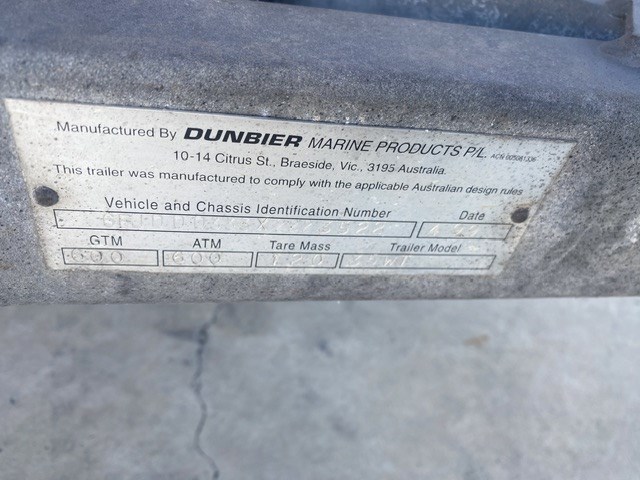 Manufactured By DUNBIER MARINE PRODUCTS P/L.
10-14 Citrus St., Braeside, Vic., 3195 Australia.
This trailer was manufactured to comply with the applicable Australian design rules
Vehicle and Chassis Identification Number Date
GTM ATM Tare Mass Trailer Model
600 600 120